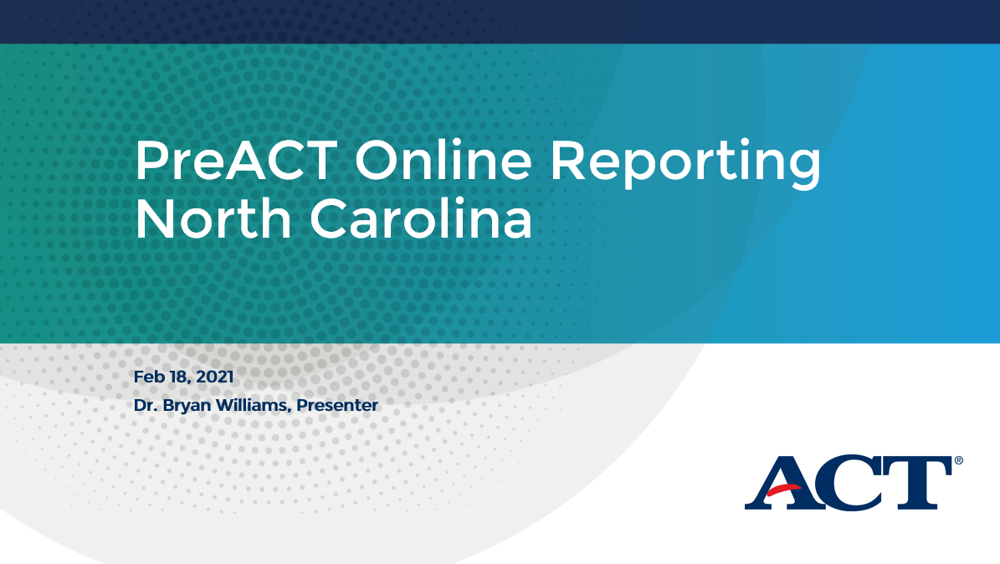 PreACT Online Reporting
North Carolina
Feb 18, 2021
Dr. Bryan Williams, Presenter
ACT®